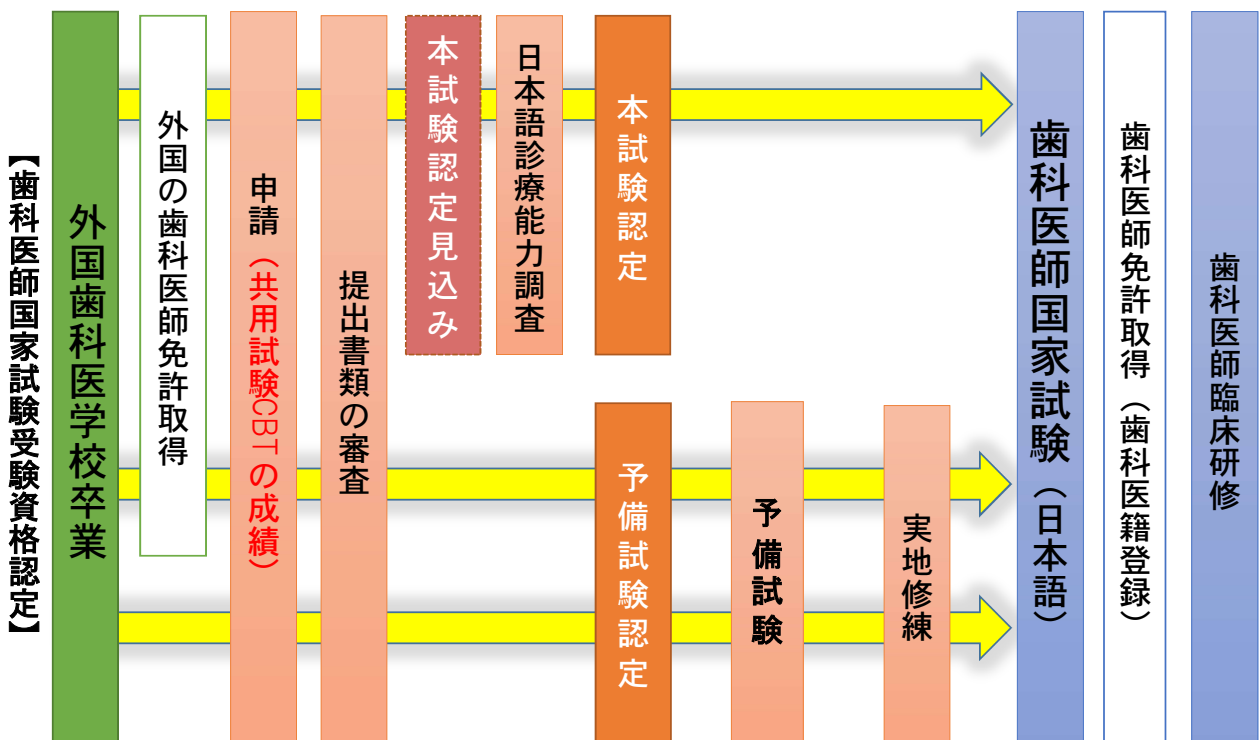 【歯科医師国家試験受験資格認定】
外国歯科医学校卒業
外国の歯科医師免許取得
申請（共用試験CBTの成績）
提出書類の審査
本試験認定見込み
日本語診療能力調査
本試験認定
予備試験認定
予備試験
実地修練
歯科医師国家試験（日本語）
歯科医師免許取得（歯科医籍登録）
歯科医師臨床研修